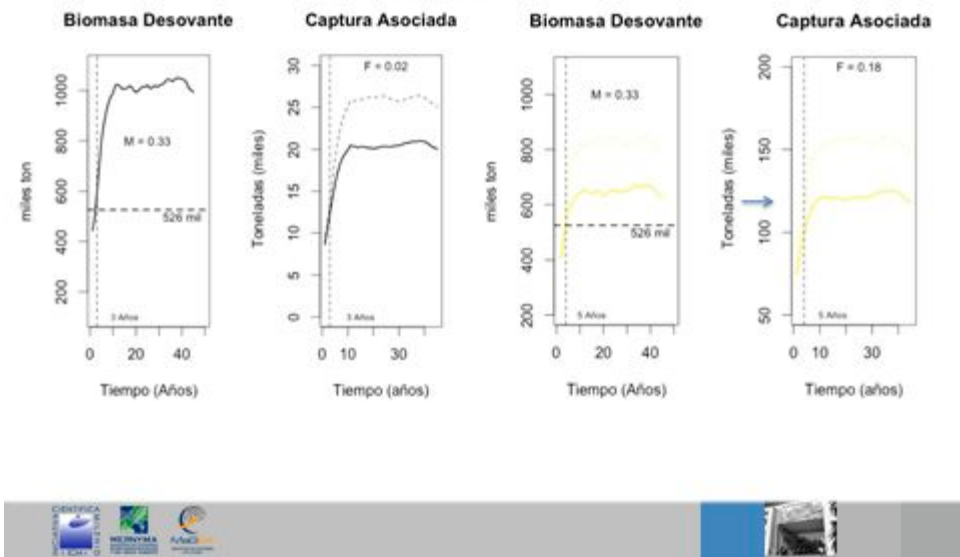 Biomasa Desovante
Captura Asociada
Biomasa Desovante
Captura Asociada
miles ton
1000
800
600
400
200
M = 0.33
526 mil
3 Años
0 20 40
Tiempo (Años)
Toneladas (miles)
30
25
20
15
10
5
0
F = 0.02
3 Años
0 10 30
Tiempo (años)
miles ton
1000
800
600
400
200
M = 0.33
526 mil
5 Años
0 20 40
Tiempo (Años)
Toneladas (miles)
200
150
100
50
F = 0.18
5 Años
0 10 30
Tiempo (años)